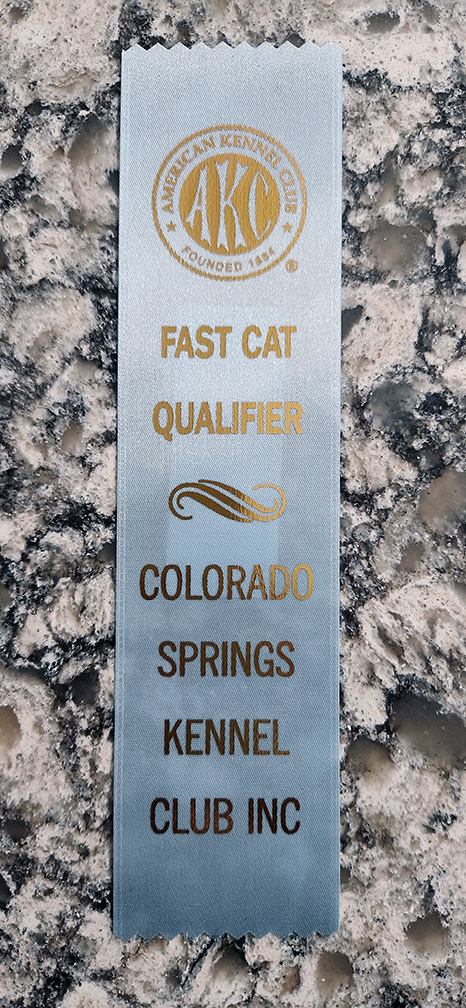 AMERICAN KENNEL CLUB
AKC
FOUNDED 1884
®
FAST CAT
QUALIFIER
COLORADO
SPRINGS
KENNEL
CLUB INC